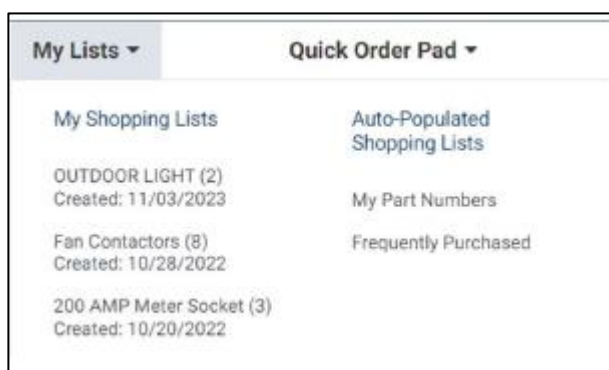 My Lists
Quick Order Pad
My Shopping Lists
OUTDOOR LIGHT (2)
Created: 11/03/2023
Fan Contactors (8)
Created: 10/28/2022
200 AMP Meter Socket (3)
Created: 10/20/2022
Auto-Populated
Shopping Lists
My Part Numbers
Frequently Purchased